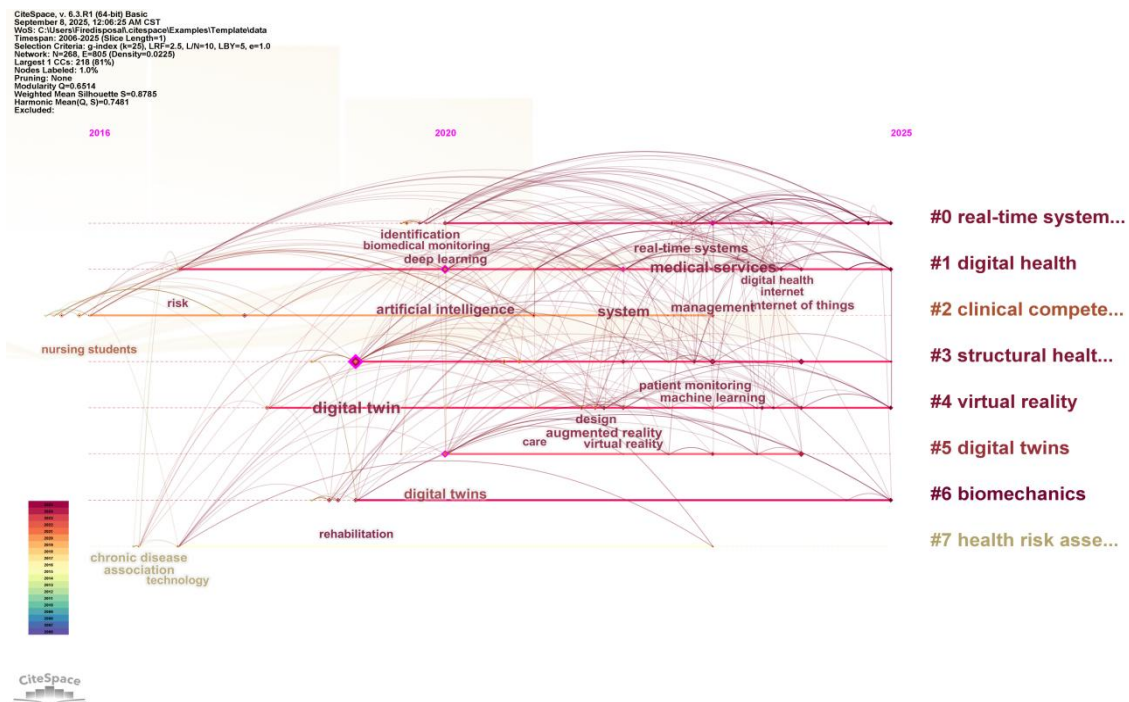 CiteSpace, v. 6.3.R1 (64-bit) Basic
September 8, 2025, 12:06:25 AM CST
WoS: C:\Users\Firedisposal\.citespace\Examples\Template\data
Timespan: 2006-2025 (Slice Length=1)
Selection Criteria: g-index (k=25), LRF=2.5, L/N=10, LBY=5, e=1.0
Network: N=268, E=805 (Density=0.0225)
Largest 1 CCs: 218 (81%)
Nodes Labeled: 1.0%
Pruning: None
Modularity Q=0.6514
Weighted Mean Silhouette S=0.8785
Harmonic Mean(Q, S)=0.7481
Excluded:
2016
2020
2025
#0 real-time system...
identification
biomedical monitoring
real-time systems
deep learning
#1 digital health
medical services
digital health
internet
risk
artificial intelligence
system
management
internet of things
#2 clinical compete...
nursing students
#3 structural healt...
patient monitoring
machine learning
#4 virtual reality
digital twin
design
augmented reality
care
virtual reality
#5 digital twins
digital twins
#6 biomechanics
rehabilitation
#7 health risk asse...
chronic disease
association
technology
CiteSpace